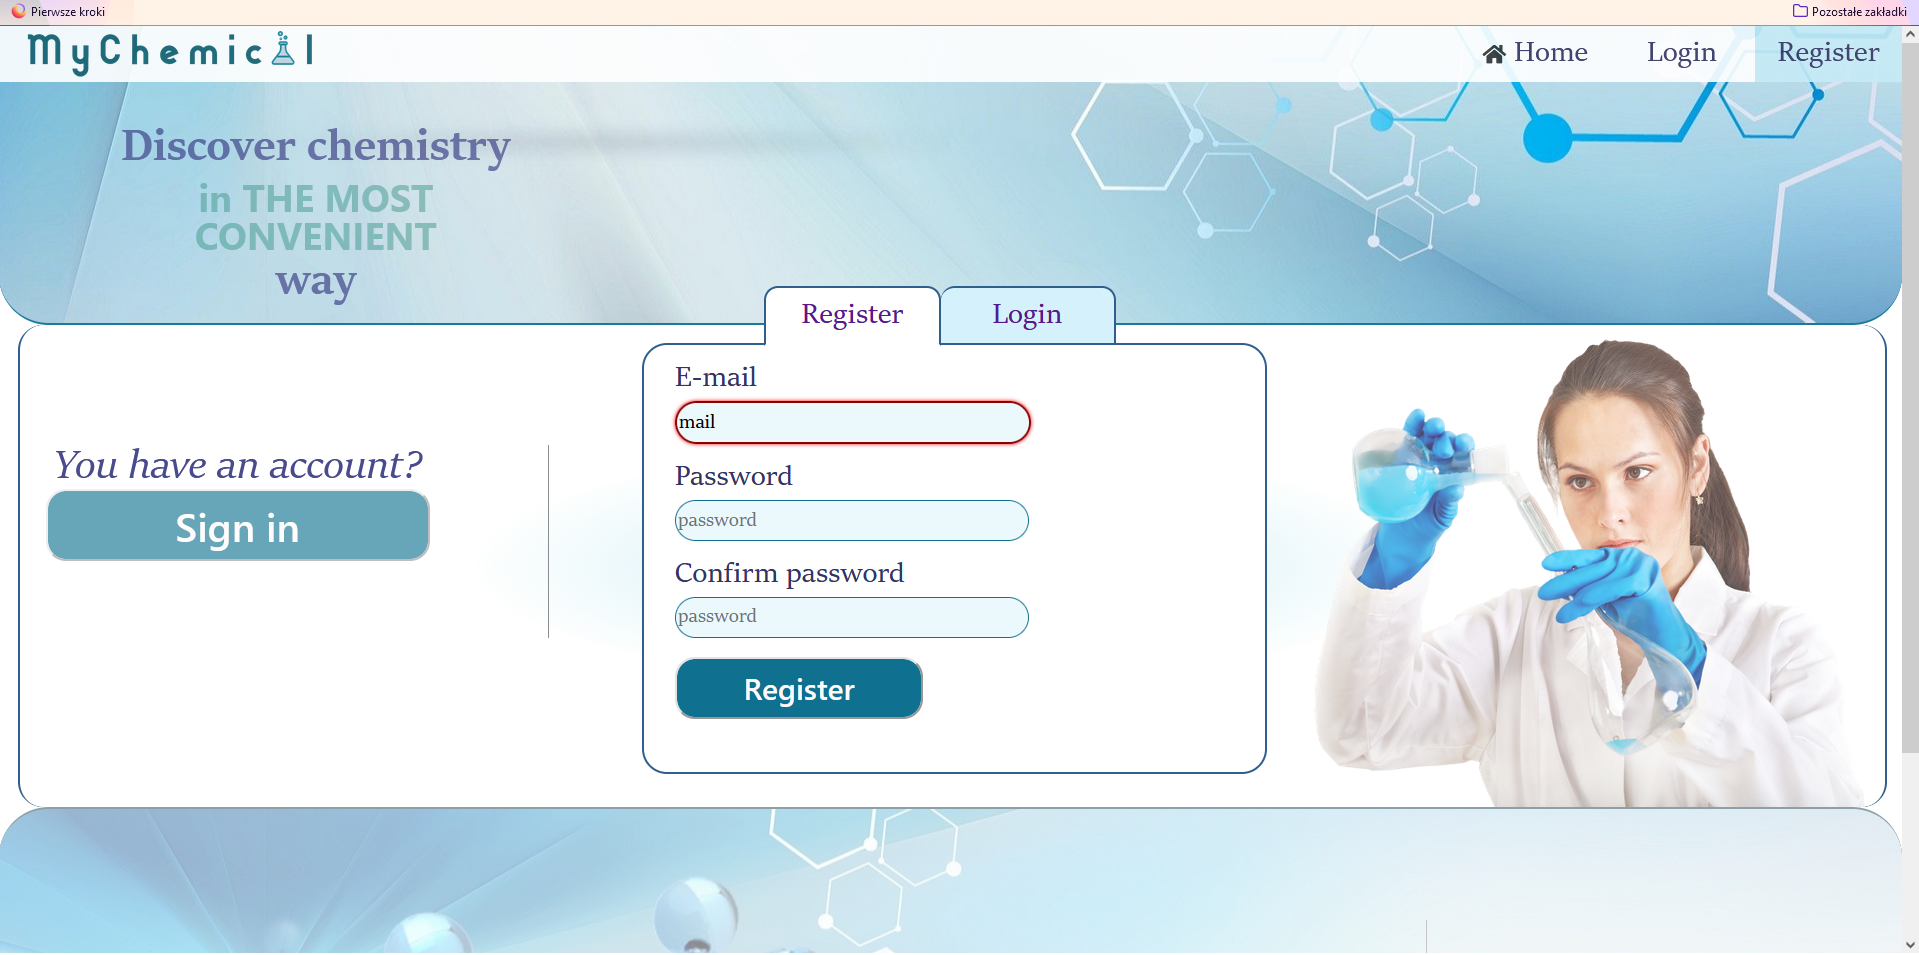 Pierwsze kroki
Pozostałe zakładki
MyChemical
Home
Login
Register
Discover chemistry
in THE MOST
CONVENIENT
way
Register
Login
E-mail
mail
Password
password
Confirm password
password
Register
You have an account?
Sign in